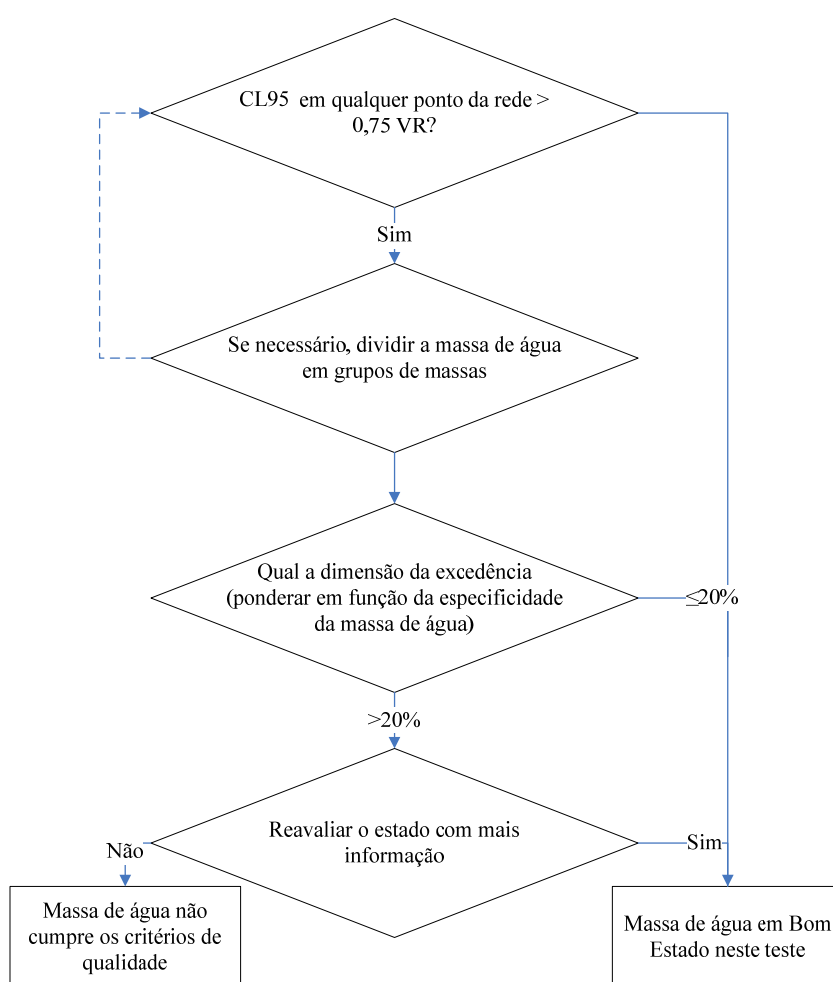 CL95 em qualquer ponto da rede >
0,75 VR?
Sim
Se necessário, dividir a massa de água
em grupos de massas
Qual a dimensão da excedência
(ponderar em função da especificidade
da massa de água)
≤20%
>20%
Reavaliar o estado com mais
informação
Não
Sim
Massa de água não
cumpre os critérios de
qualidade
Massa de água em Bom
Estado neste teste